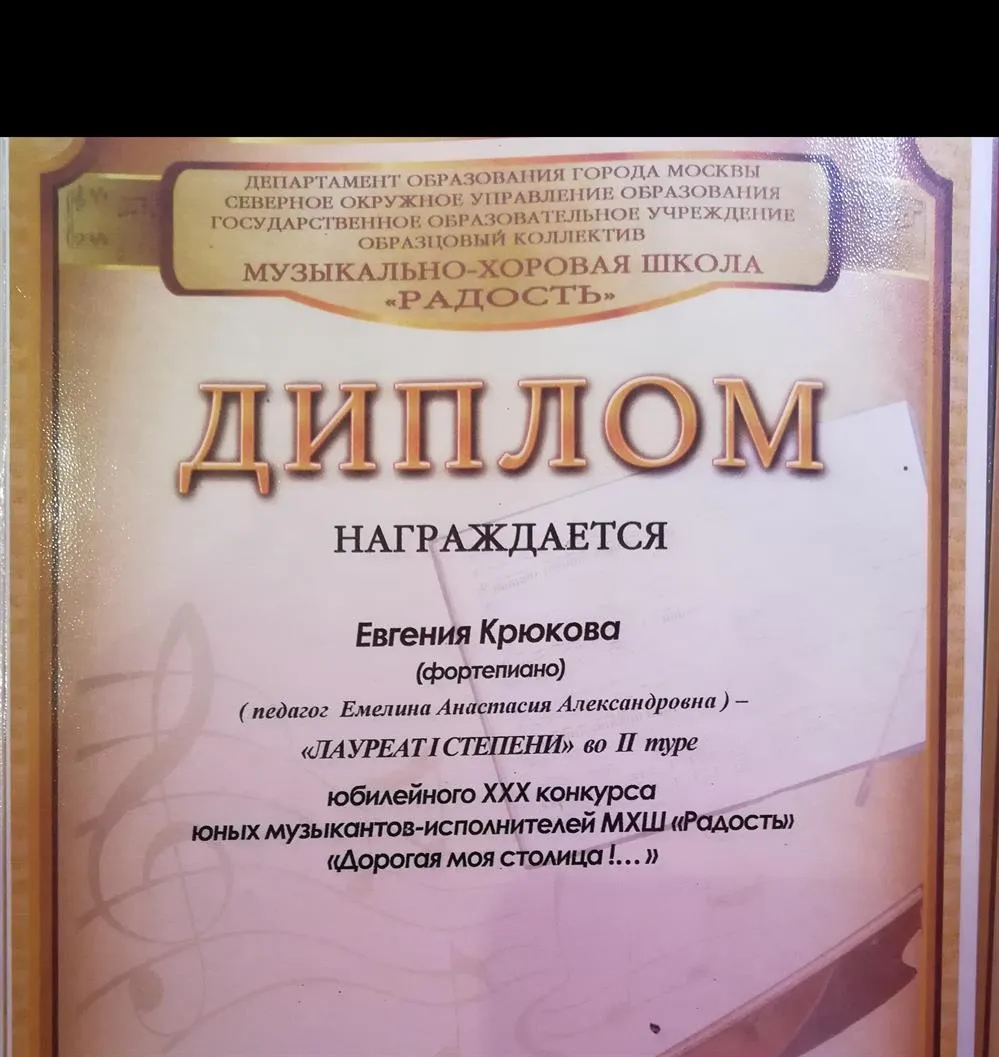 ДЕПАРТАМЕНТ ОБРАЗОВАНИЯ ГОРОДА МОСКВЫ
СЕВЕРНОЕ ОКРУЖНОЕ УПРАВЛЕНИЕ ОБРАЗОВАНИЯ
ГОСУДАРСТВЕННОЕ ОБРАЗОВАТЕЛЬНОЕ УЧРЕЖДЕНИЕ
ОБРАЗЦОВЫЙ КОЛЛЕКТИВ
МУЗЫКАЛЬНО-ХОРОВАЯ ШКОЛА
«РАДОСТЬ»
ДИПЛОМ
НАГРАЖДАЕТСЯ
Евгения Крюкова
(фортепиано)
( педагог Емелина Анастасия Александровна ) –
«ЛАУРЕАТ I СТЕПЕНИ» во II туре
юбилейного XXX конкурса
юных музыкантов-исполнителей МХШ «Радость»
«Дорогая моя столица !... »